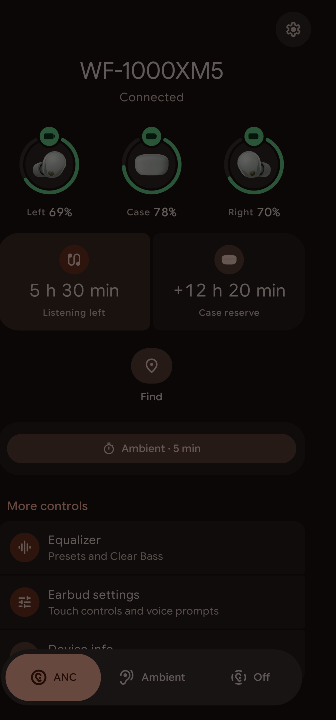 WF-1000XM5
Connected
Left 69%
Case 78%
Right 70%
5 h 30 min
Listening left
+12 h 20 min
Case reserve
Find
Ambient · 5 min
More controls
Equalizer
Presets and Clear Bass
Earbud settings
Touch controls and voice prompts
Device info
ANC
Ambient
Off